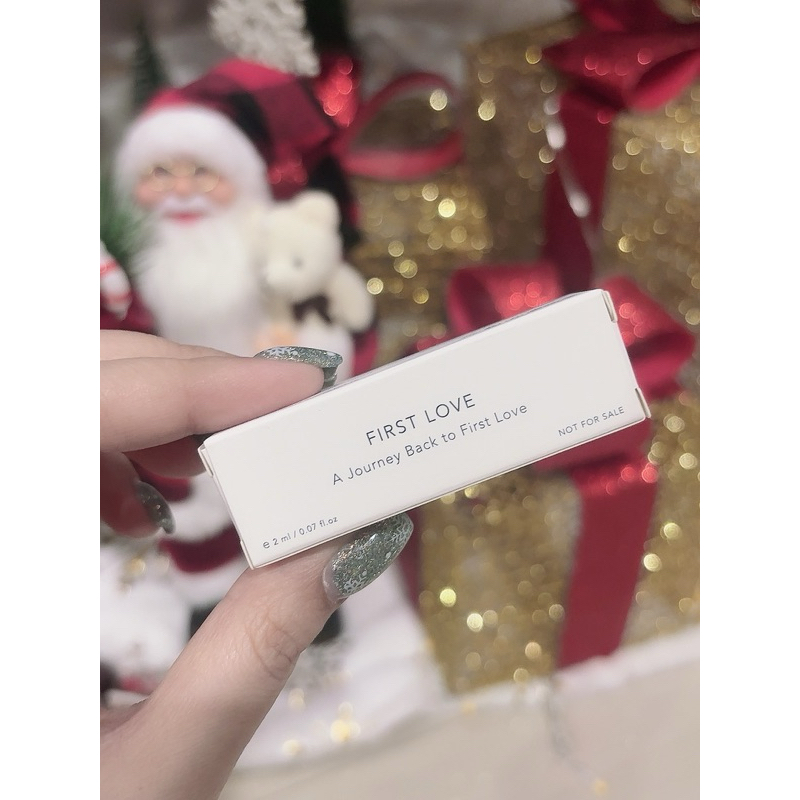 FIRST LOVE
A Journey Back to First Love
NOT FOR SALE
e 2 ml / 0.07 fl.oz